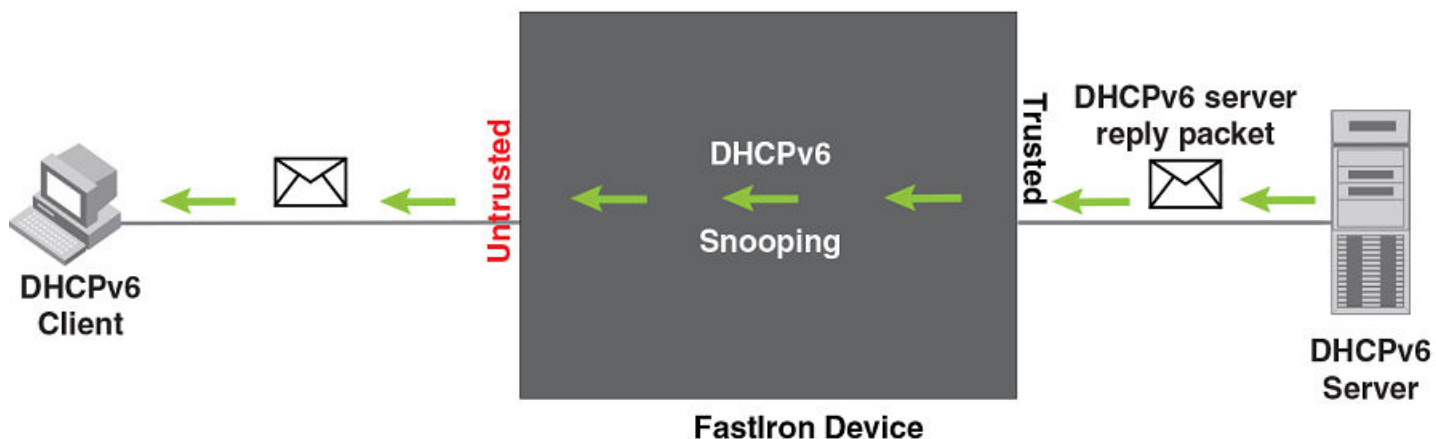 DHCPv6
Client
Untrusted
DHCPv6
Snooping
Trusted
DHCPv6 server
reply packet
DHCPv6
Server
FastIron Device